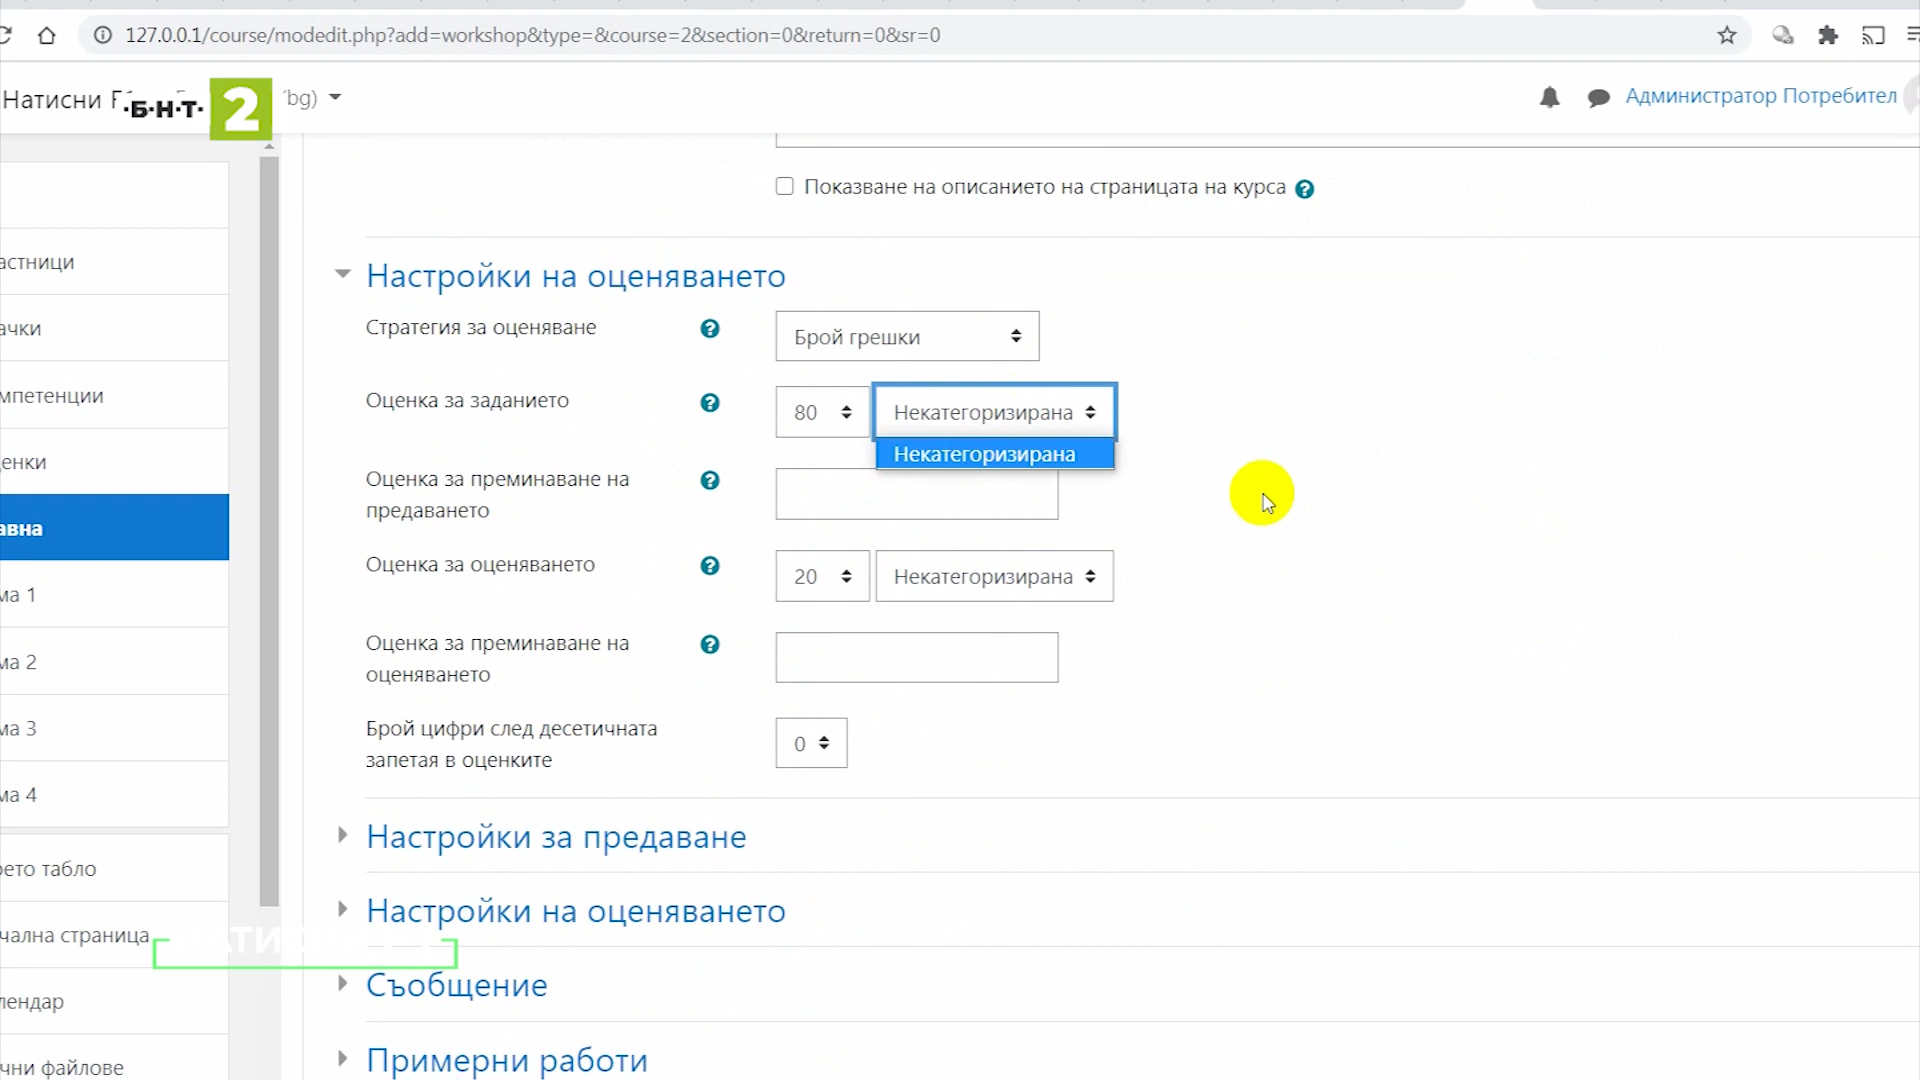 127.0.0.1/course/modedit.php?add=workshop&type=&course=2&section=0&return=0&sr=0
Натисни
·Б·Н·Т· 2
(bg)
Администратор Потребител
Показване на описанието на страницата на курса
Настройки на оценяването
Стратегия за оценяване
Брой грешки
Оценка за заданието
80
Некатегоризирана
Некатегоризирана
Оценка за преминаване на
предаването
Оценка за оценяването
20
Некатегоризирана
Оценка за преминаване на
оценяването
Брой цифри след десетичната
запетая в оценките
0
Настройки за предаване
Настройки на оценяването
Съобщение
Примерни работи
астници
ачки
мпетенции
енки
авна
ма 1
ма 2
ма 3
ма 4
ето табло
чална страница
лендар
чни файлове